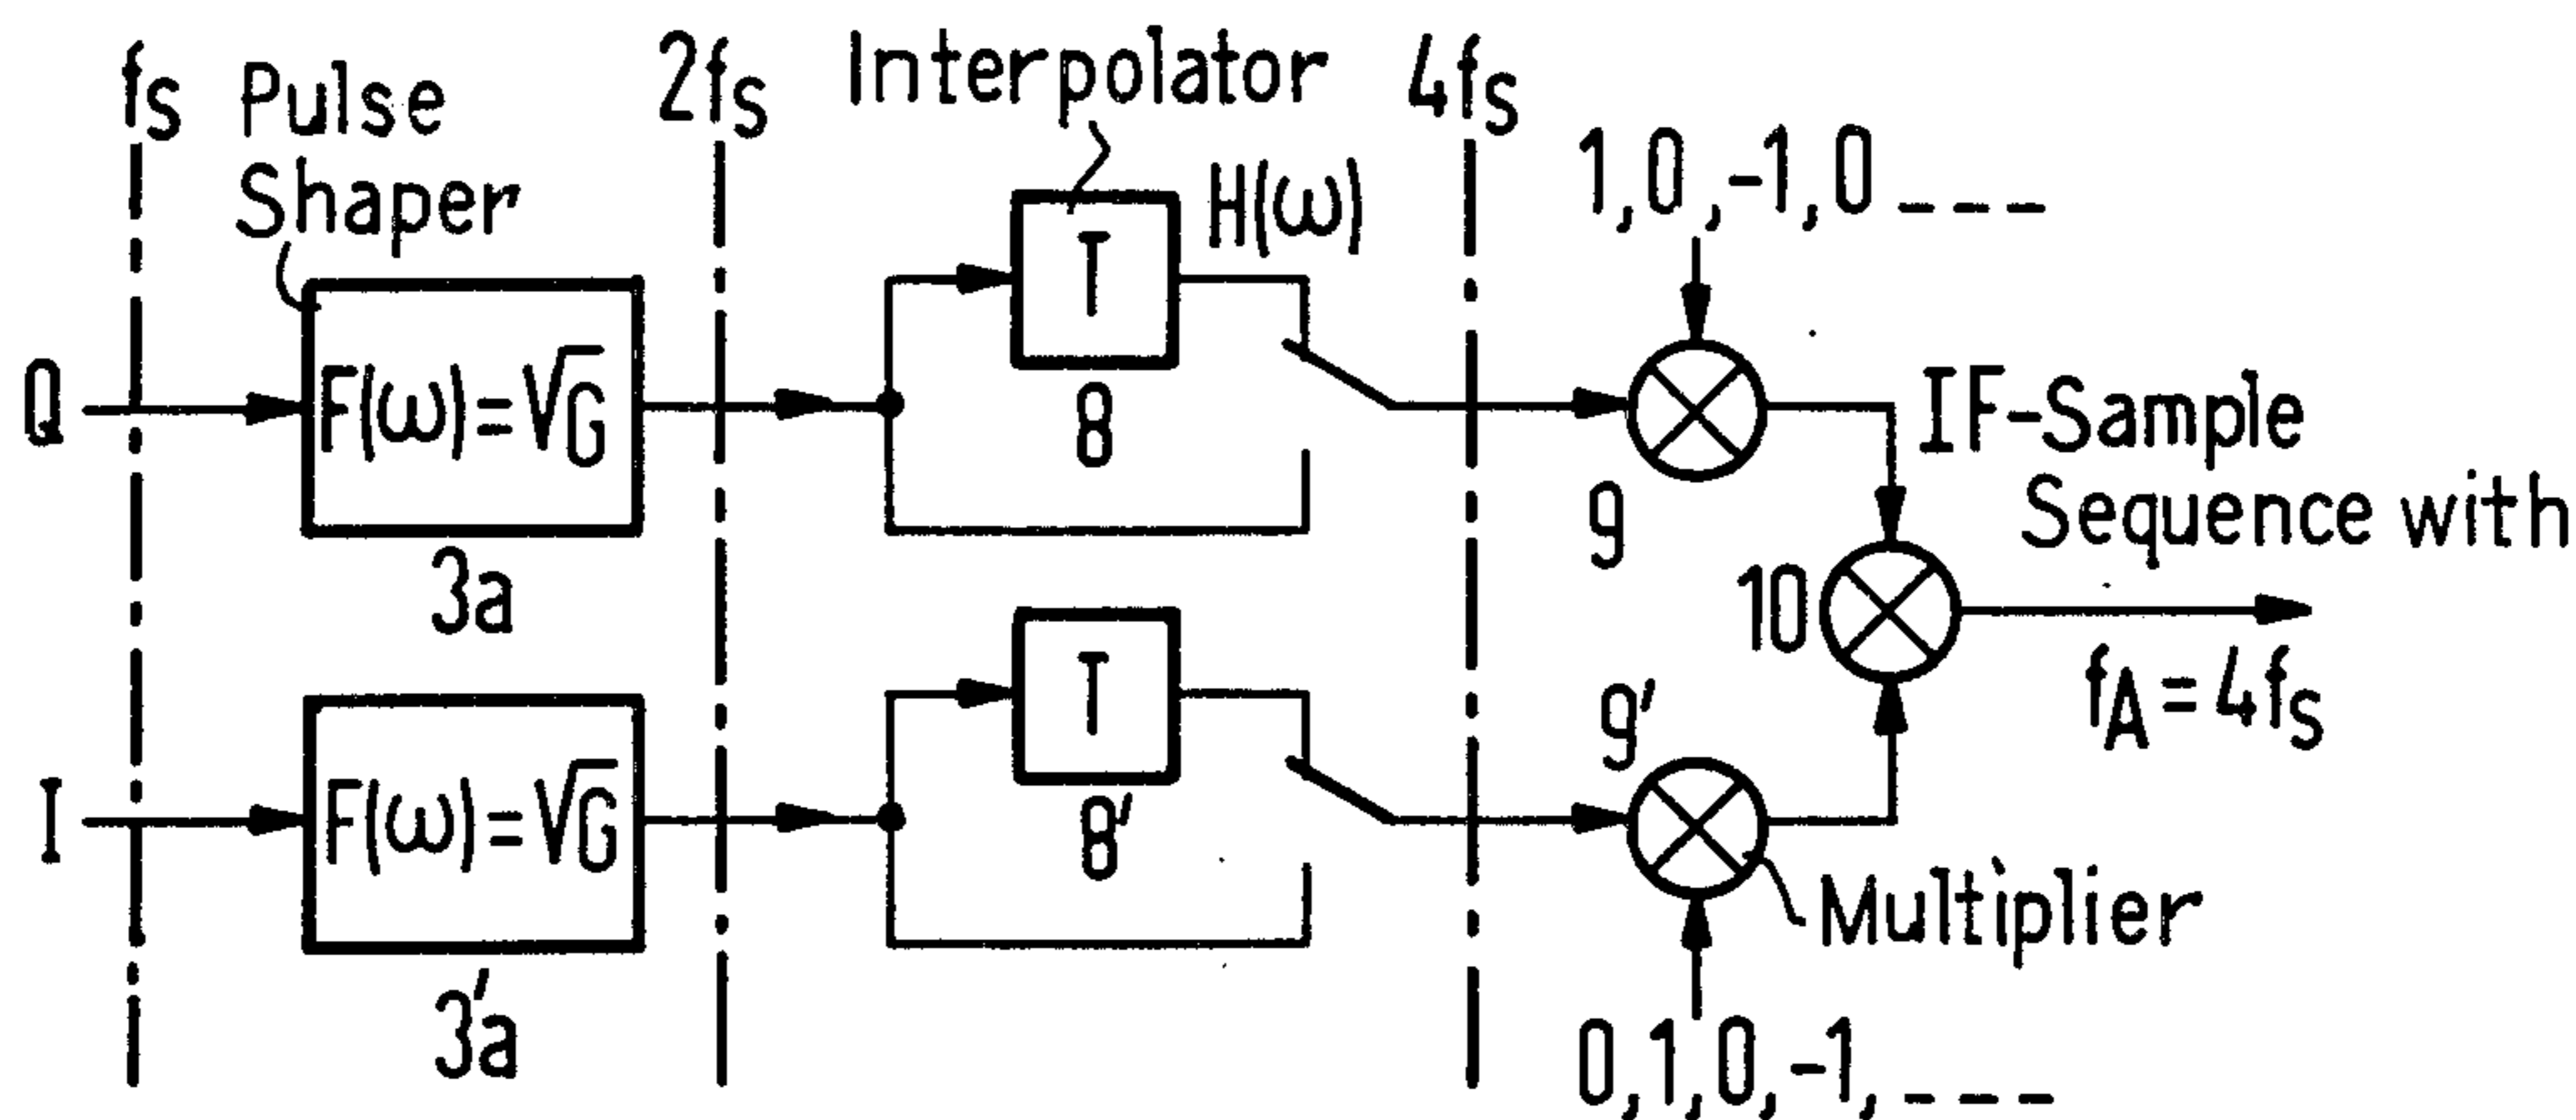 fs
Pulse
Shaper
2fs
Interpolator
4fs
T
H(ω)
8
1,0,-1,0---
Q
F(ω)=√G
3a
9
IF-Sample
Sequence with
10
fA=4fs
I
F(ω)=√G
3'a
T
8'
9'
Multiplier
0,1,0,-1,---